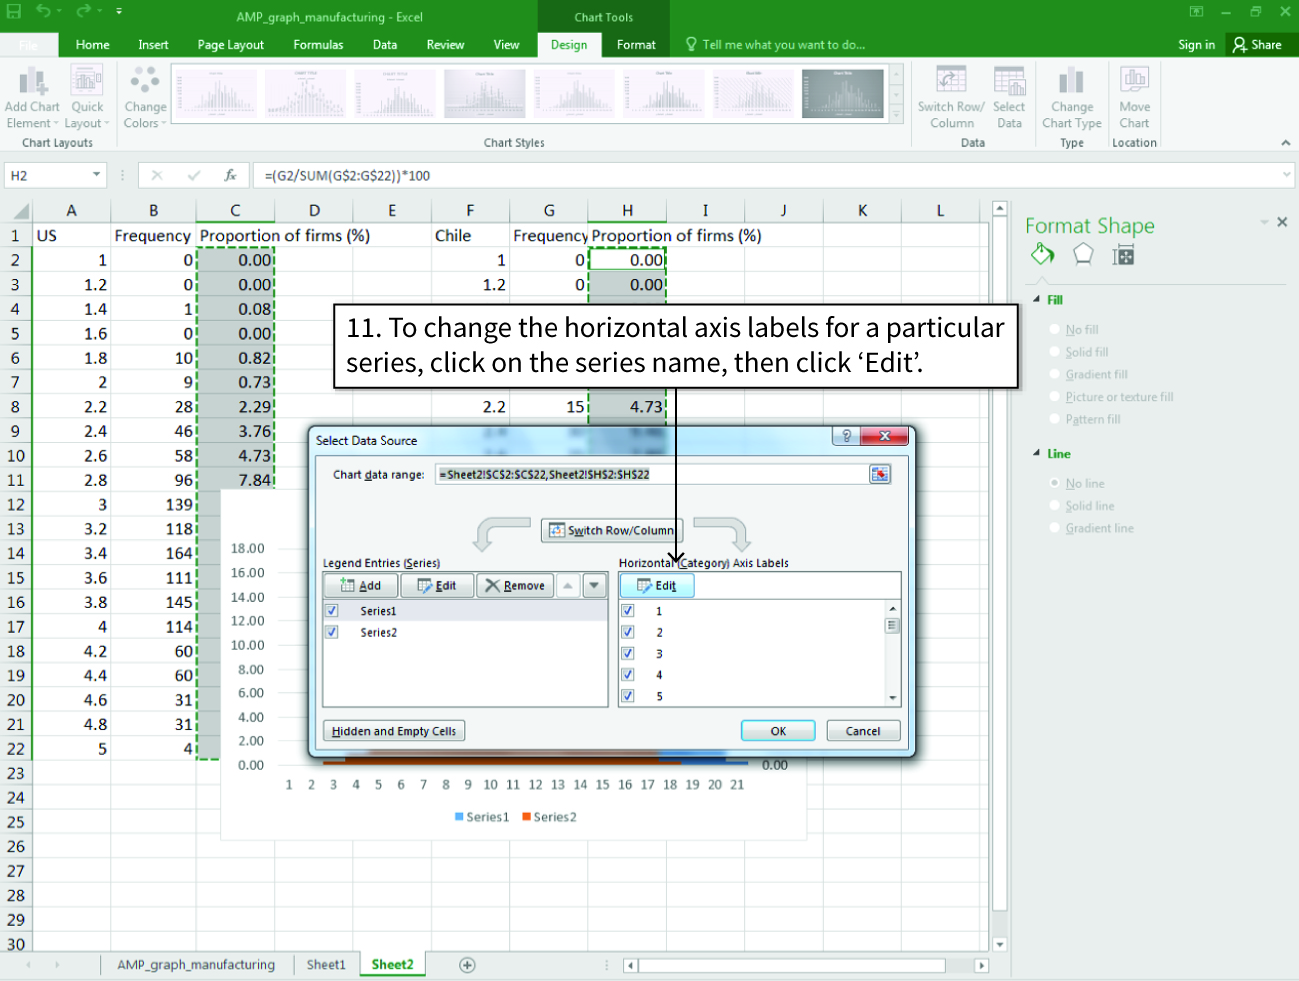 AMP_graph_manufacturing - Excel
Chart Tools
File Home Insert Page Layout Formulas Data Review View Design Format Tell me what you want to do... Sign in Share
Add Chart Element Quick Layout Change Colors Switch Row/ Column Select Data Change Chart Type Move Chart
Chart Layouts Chart Styles Data Type Location
H2 fx =(G2/SUM(G$2:G$22))*100
A B C D E F G H I J K L
1 US Frequency Proportion of firms (%) Chile Frequency Proportion of firms (%)
2 1 0 0.00 1 0 0.00
3 1.2 0 0.00 1.2 0 0.00
4 1.4 1 0.08
5 1.6 0 0.00
6 1.8 10 0.82
7 2 9 0.73
8 2.2 28 2.29 2.2 15 4.73
9 2.4 46 3.76
10 2.6 58 4.73
11 2.8 96 7.84
12 3 139
13 3.2 118
14 3.4 164
15 3.6 111
16 3.8 145
17 4 114
18 4.2 60
19 4.4 60
20 4.6 31
21 4.8 31
22 5 4
23
24
25
26
27
28
29
30
11. To change the horizontal axis labels for a particular
series, click on the series name, then click ‘Edit’.
Select Data Source
Chart data range: =Sheet2!$C$2:$C$22,Sheet2!$H$2:$H$22
Switch Row/Column
Legend Entries (Series)
Add Edit Remove
Series1
Series2
Horizontal (Category) Axis Labels
Edit
1
2
3
4
5
Hidden and Empty Cells OK Cancel
18.00
16.00
14.00
12.00
10.00
8.00
6.00
4.00
2.00
0.00 0.00
1 2 3 4 5 6 7 8 9 10 11 12 13 14 15 16 17 18 19 20 21
Series1 Series2
Format Shape
Fill
No fill
Solid fill
Gradient fill
Picture or texture fill
Pattern fill
Line
No line
Solid line
Gradient line
AMP_graph_manufacturing Sheet1 Sheet2